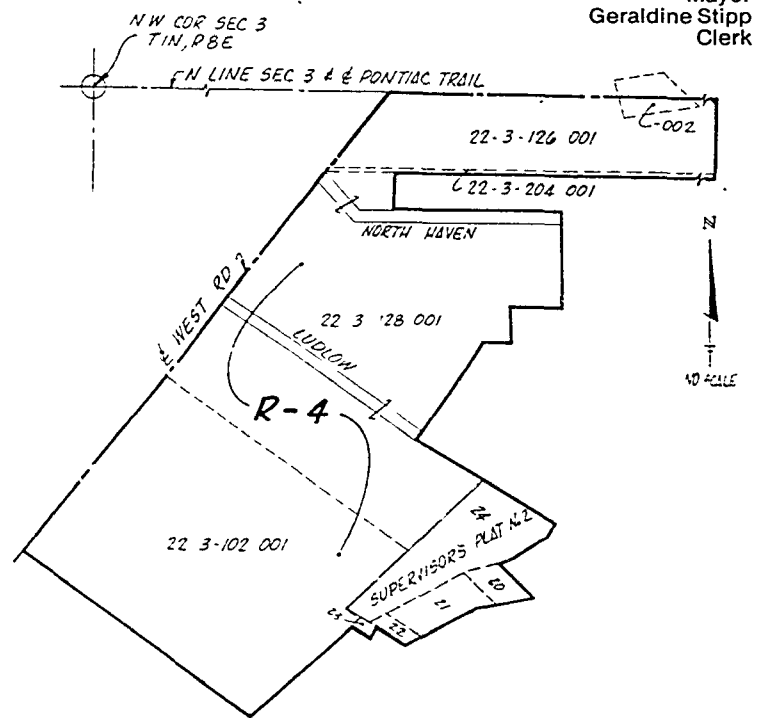 Mayor
Geraldine Stipp
Clerk
NW COR SEC 3
T1N, R8E
N LINE SEC 3 & ℄ PONTIAC TRAIL
22-3-126 001
-002
22-3-204 001
NORTH HAVEN
N
℄ WEST RD
22 3 128 001
LUDLOW
NO SCALE
R-4
22 3-102 001
24
SUPERVISORS PLAT No. 2
20
21
22
23